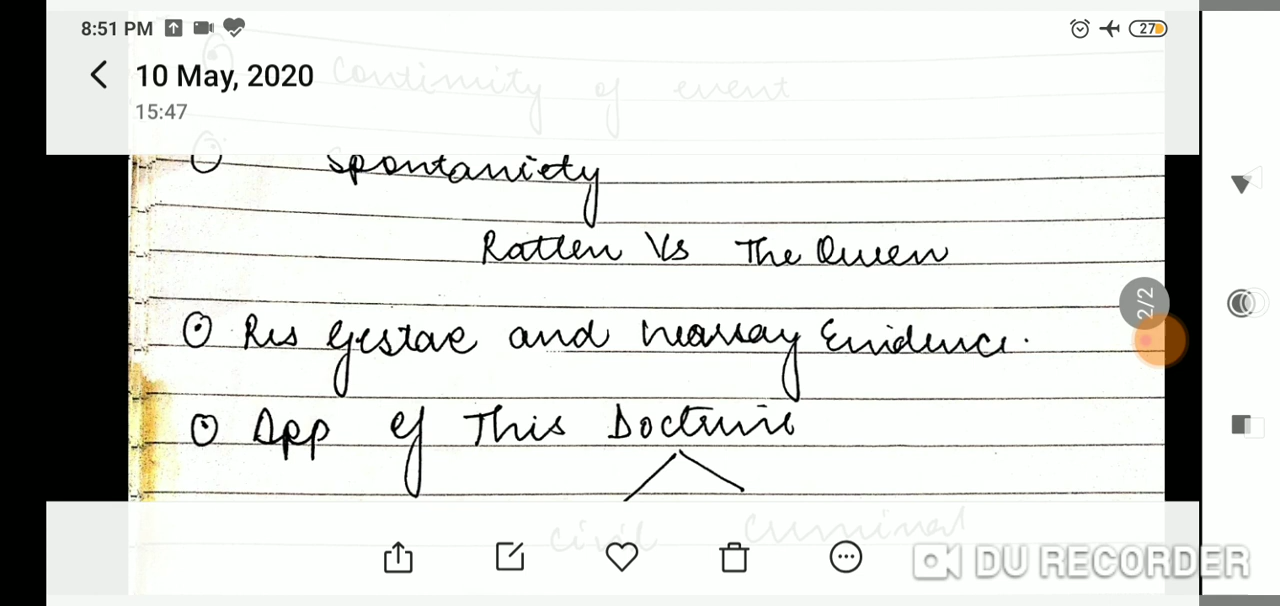 8:51 PM
27
10 May, 2020
15:47
continuity of event
spontaniety
Ratten Vs The Queen
Res Gestae and hearsay Evidence.
App of This Doctrine
civil criminal
2/2
DU RECORDER